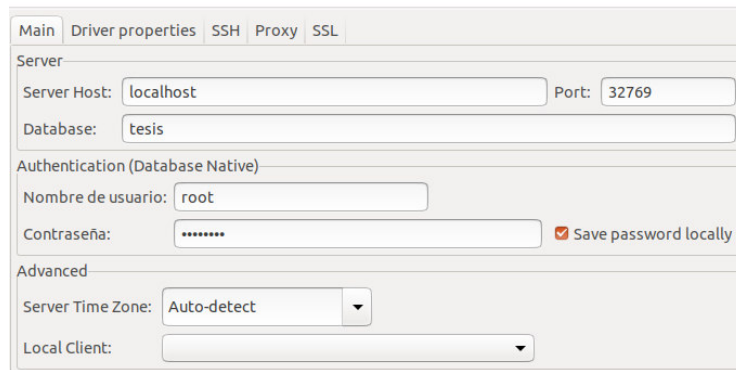 Main Driver properties SSH Proxy SSL
Server
Server Host: localhost Port: 32769
Database: tesis
Authentication (Database Native)
Nombre de usuario: root
Contraseña: ••••••••
Save password locally
Advanced
Server Time Zone: Auto-detect
Local Client: